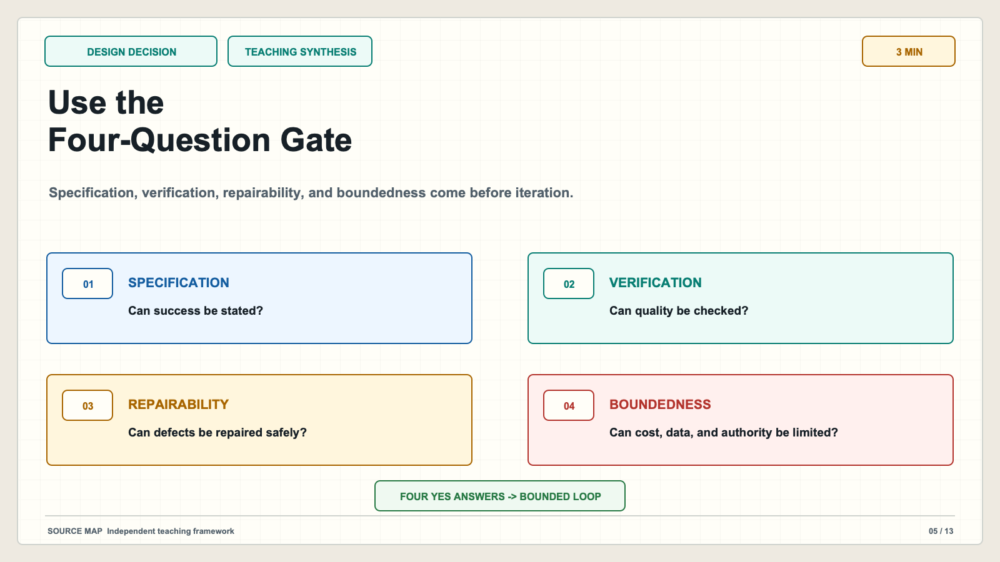 DESIGN DECISION
TEACHING SYNTHESIS
3 MIN
Use the
Four-Question Gate
Specification, verification, repairability, and boundedness come before iteration.
01
SPECIFICATION
Can success be stated?
02
VERIFICATION
Can quality be checked?
03
REPAIRABILITY
Can defects be repaired safely?
04
BOUNDEDNESS
Can cost, data, and authority be limited?
FOUR YES ANSWERS -> BOUNDED LOOP
SOURCE MAP  Independent teaching framework
05 / 13